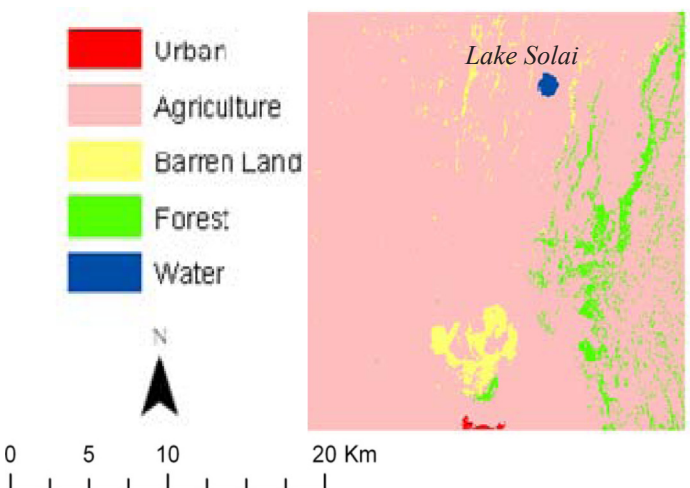 Urban
Agriculture
Barren Land
Forest
Water
N
0 5 10 20 Km
Lake Solai